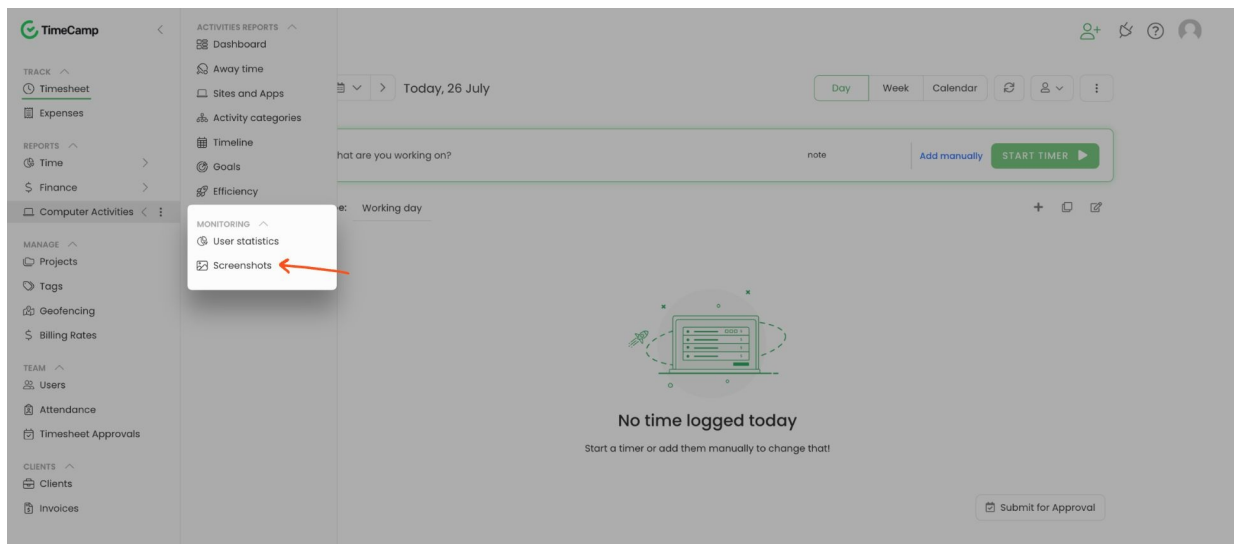 TimeCamp
TRACK
Timesheet
Expenses
REPORTS
Time
Finance
Computer Activities
MANAGE
Projects
Tags
Geofencing
Billing Rates
TEAM
Users
Attendance
Timesheet Approvals
CLIENTS
Clients
Invoices
ACTIVITIES REPORTS
Dashboard
Away time
Sites and Apps
Activity categories
Timeline
Goals
Efficiency
MONITORING
User statistics
Screenshots
Today, 26 July
Day Week Calendar
hat are you working on? note Add manually START TIMER
e: Working day
No time logged today
Start a timer or add them manually to change that!
Submit for Approval